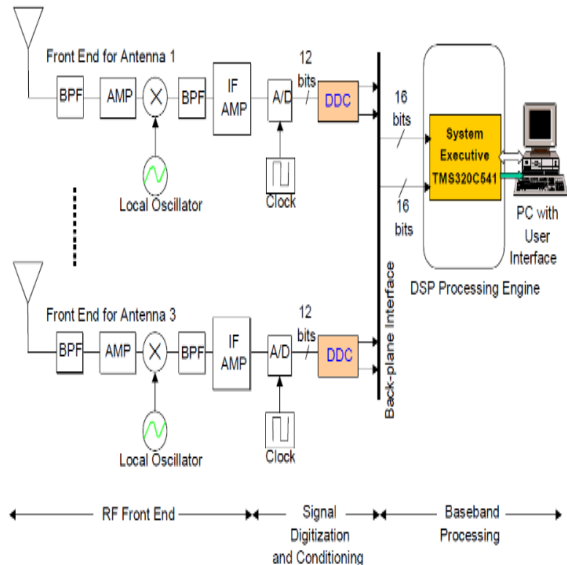 Front End for Antenna 1
BPF
AMP
X
BPF
IF
AMP
A/D
12
bits
DDC
Local Oscillator
Clock
16
bits
16
bits
System
Executive
TMS320C541
PC with
User
Interface
DSP Processing Engine
Back-plane Interface
Front End for Antenna 3
BPF
AMP
X
BPF
IF
AMP
A/D
12
bits
DDC
Local Oscillator
Clock
RF Front End
Signal
Digitization
and Conditioning
Baseband
Processing